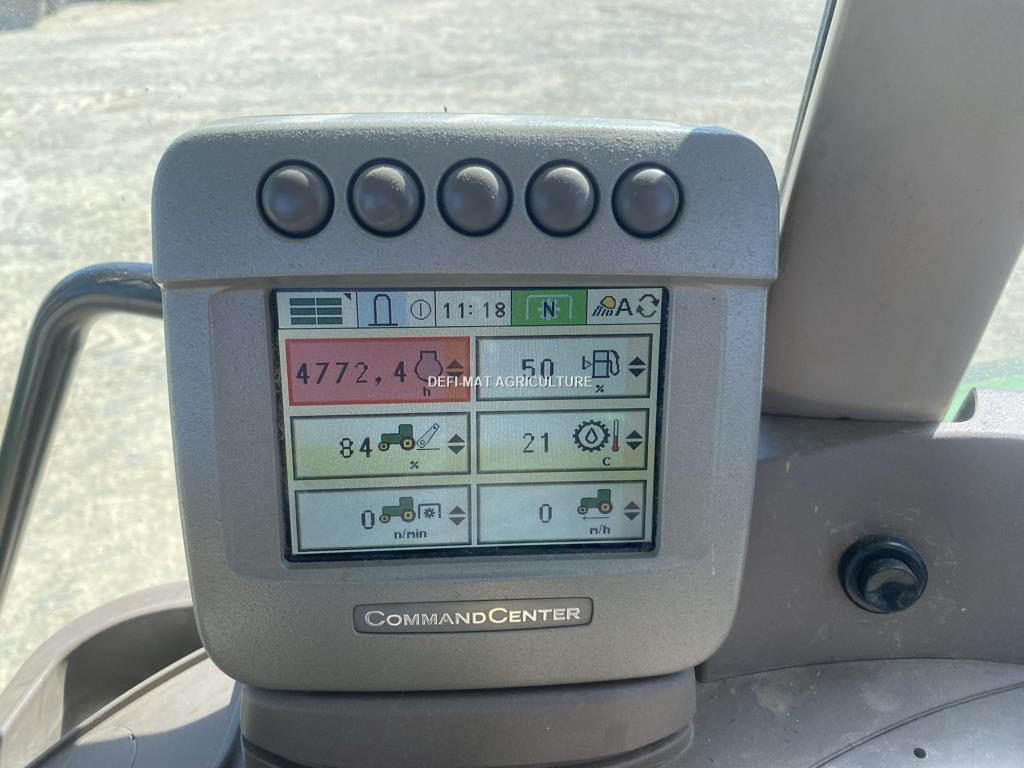 11:18 N A
4772,4 h
50 %
84 %
21 C
0 n/min
0 m/h
DEFI-MAT AGRICULTURE
COMMANDCENTER